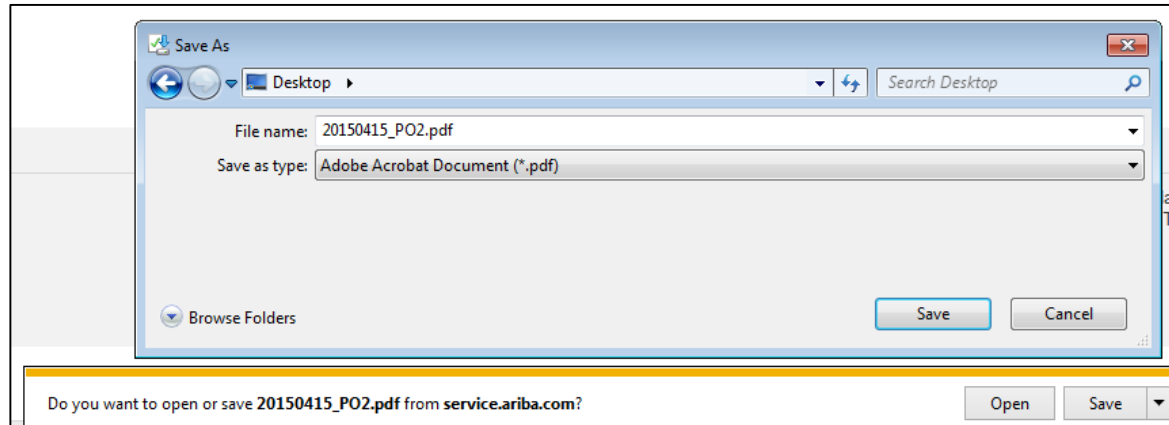 Save As
Desktop
Search Desktop
File name: 20150415_PO2.pdf
Save as type: Adobe Acrobat Document (*.pdf)
Browse Folders
Save
Cancel
Do you want to open or save 20150415_PO2.pdf from service.ariba.com?
Open
Save